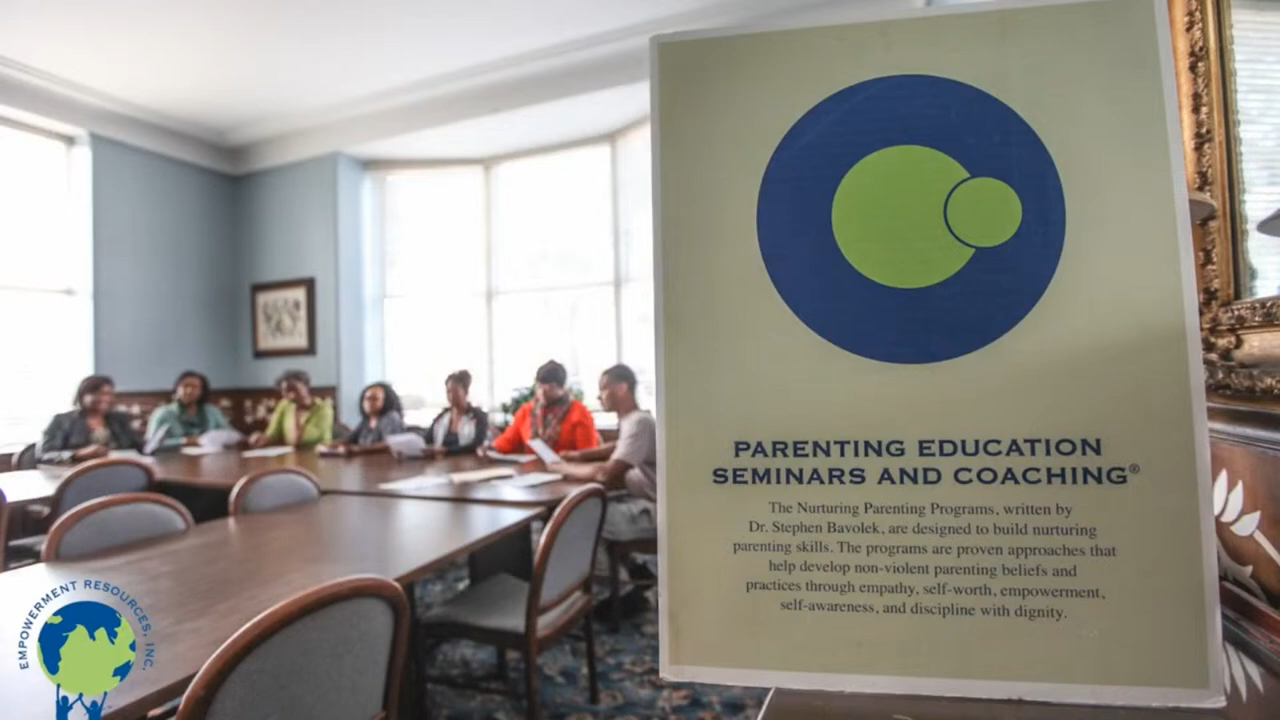 PARENTING EDUCATION
SEMINARS AND COACHING®
The Nurturing Parenting Programs, written by
Dr. Stephen Bavolek, are designed to build nurturing
parenting skills. The programs are proven approaches that
help develop non-violent parenting beliefs and
practices through empathy, self-worth, empowerment,
self-awareness, and discipline with dignity.
EMPOWERMENT RESOURCES, INC.